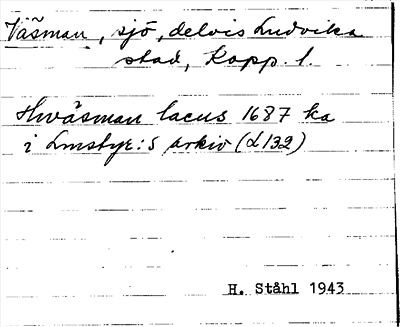 Väsman, sjö, delvis Ludvika
stad, Kopp. l.
Hwäsman lacus 1687 ka
i Lmstyr:s arkiv (d 132)
H. Ståhl 1943